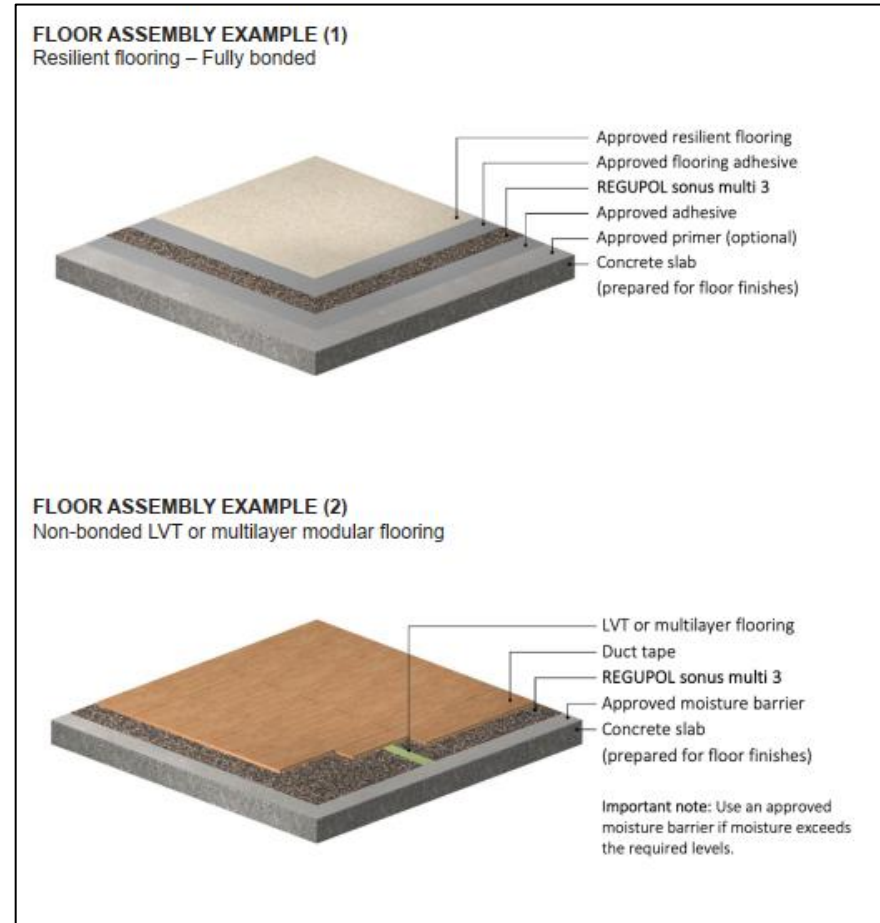 FLOOR ASSEMBLY EXAMPLE (1)
Resilient flooring – Fully bonded
Approved resilient flooring
Approved flooring adhesive
REGUPOL sonus multi 3
Approved adhesive
Approved primer (optional)
Concrete slab
(prepared for floor finishes)
FLOOR ASSEMBLY EXAMPLE (2)
Non-bonded LVT or multilayer modular flooring
LVT or multilayer flooring
Duct tape
REGUPOL sonus multi 3
Approved moisture barrier
Concrete slab
(prepared for floor finishes)
Important note: Use an approved
moisture barrier if moisture exceeds
the required levels.